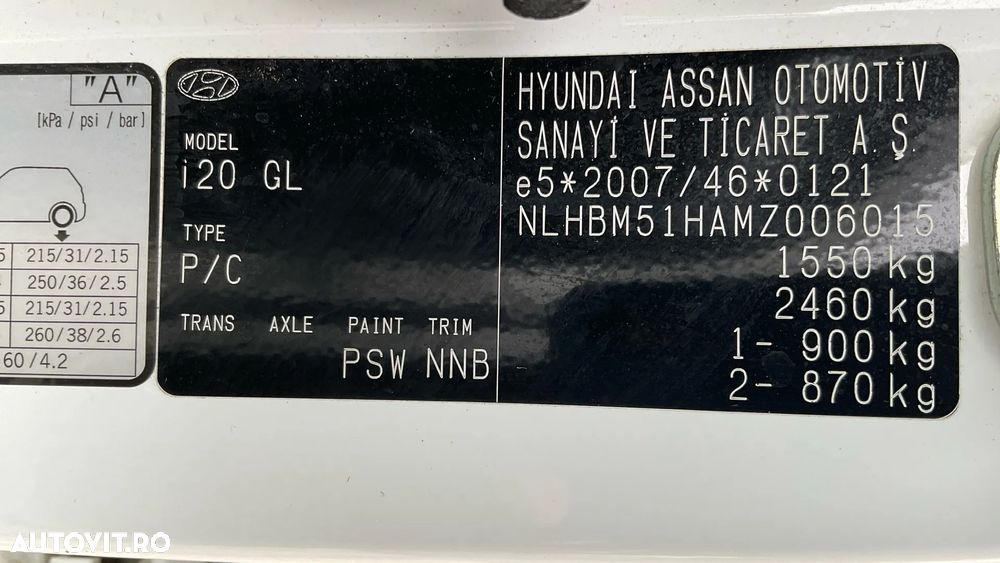 "A"
[kPa / psi / bar]
215/31/2.15
250/36/2.5
215/31/2.15
260/38/2.6
60/4.2
MODEL
i20 GL
TYPE
P/C
TRANS AXLE PAINT TRIM
PSW NNB
HYUNDAI ASSAN OTOMOTİV
SANAYİ VE TİCARET A.Ş.
e5*2007/46*0121
NLHBM51HAMZ006015
1550 kg
2460 kg
1- 900 kg
2- 870 kg
AUTOVIT.RO